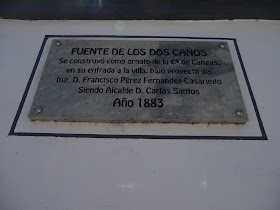 FUENTE DE LOS DOS CAÑOS
Se construyó como ornato de la Cª de Cangas,
en su entrada a la villa, bajo proyecto del
Ing. D. Francisco Pérez Fernández-Casariego
Siendo Alcalde D. Carlos Santos
Año 1883